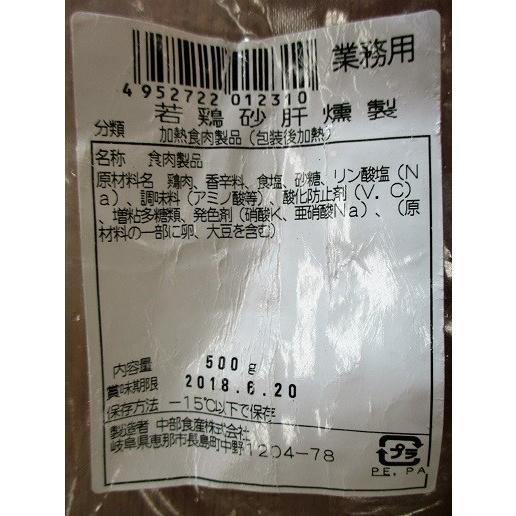 業務用
4952722 012310
若鶏砂肝燻製
分類 加熱食肉製品(包装後加熱)
名称 食肉製品
原材料名 鶏肉、香辛料、食塩、砂糖、リン酸塩(N
a)、調味料(アミノ酸等)、酸化防止剤(V.C)
、増粘多糖類、発色剤(硝酸K、亜硝酸Na)、(原
材料の一部に卵、大豆を含む)
内容量 500g
賞味期限 2018.6.20
保存方法 -15℃以下で保存
製造者 中部食産株式会社
岐阜県恵那市長島町中野1204-78
プラ
PE,PA